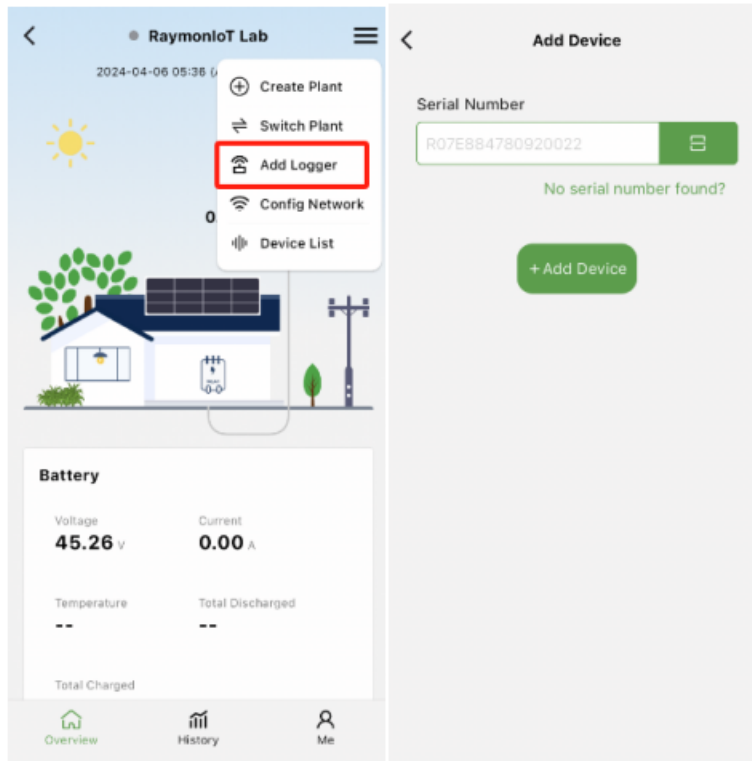 RaymonIoT Lab
2024-04-06 05:36 (
Create Plant
Switch Plant
Add Logger
Config Network
Device List
0.
Battery
Voltage
45.26 V
Current
0.00 A
Temperature
--
Total Discharged
--
Total Charged
Overview
History
Me
Add Device
Serial Number
R07E884780920022
No serial number found?
+ Add Device